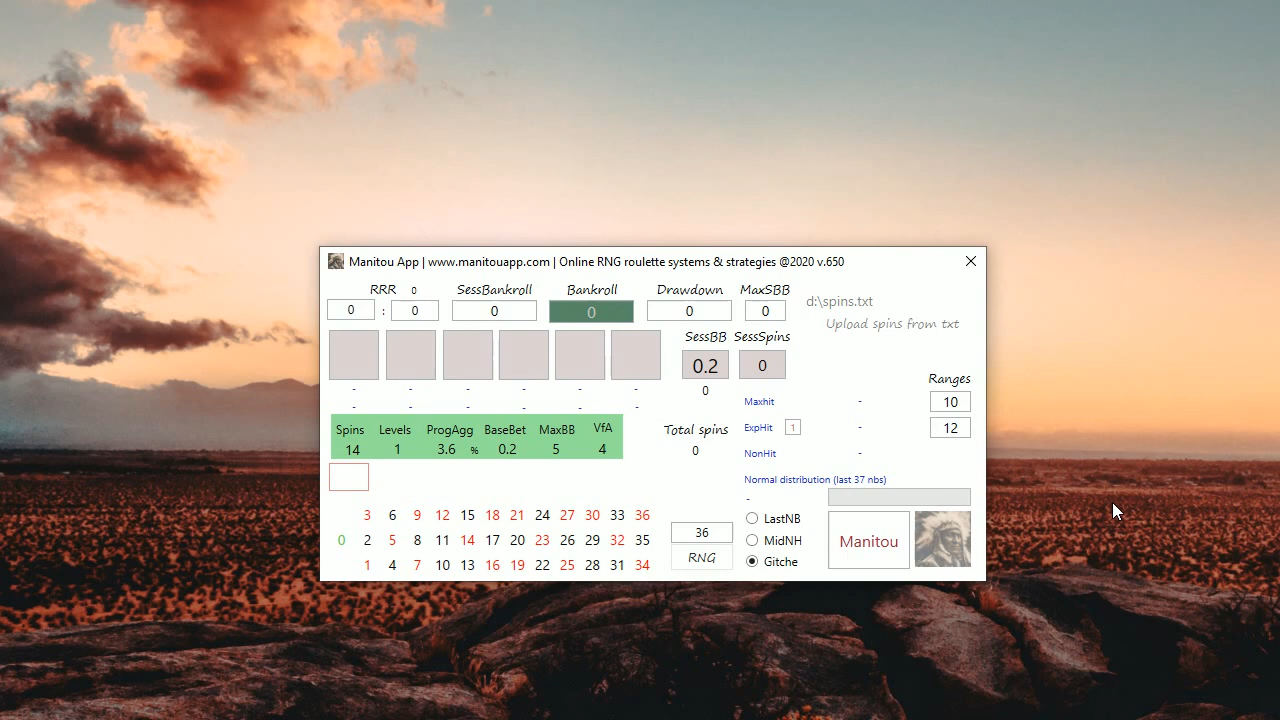 Manitou App | www.manitouapp.com | Online RNG roulette systems & strategies @2020 v.650
RRR 0 SessBankroll Bankroll Drawdown MaxSBB
0 : 0 0 0 0 0
d:\spins.txt
Upload spins from txt
SessBB SessSpins
0.2 0
0
- - - - - -
- - - - - -
Ranges
Maxhit - 10
ExpHit 1 - 12
NonHit -
Spins Levels ProgAgg BaseBet MaxBB VfA
14 1 3.6 % 0.2 5 4
Total spins
0
Normal distribution (last 37 nbs)
-
3 6 9 12 15 18 21 24 27 30 33 36
0 2 5 8 11 14 17 20 23 26 29 32 35
1 4 7 10 13 16 19 22 25 28 31 34
36
RNG
LastNB
MidNH
Gitche
Manitou